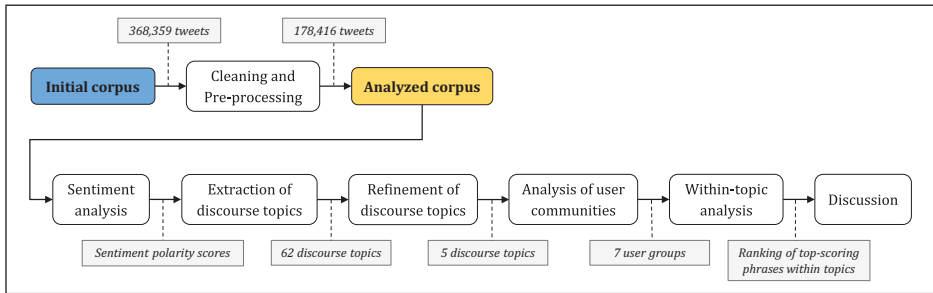 368,359 tweets
178,416 tweets
Initial corpus
Cleaning and
Pre-processing
Analyzed corpus
Sentiment
analysis
Extraction of
discourse topics
Refinement of
discourse topics
Analysis of user
communities
Within-topic
analysis
Discussion
Sentiment polarity scores
62 discourse topics
5 discourse topics
7 user groups
Ranking of top-scoring
phrases within topics